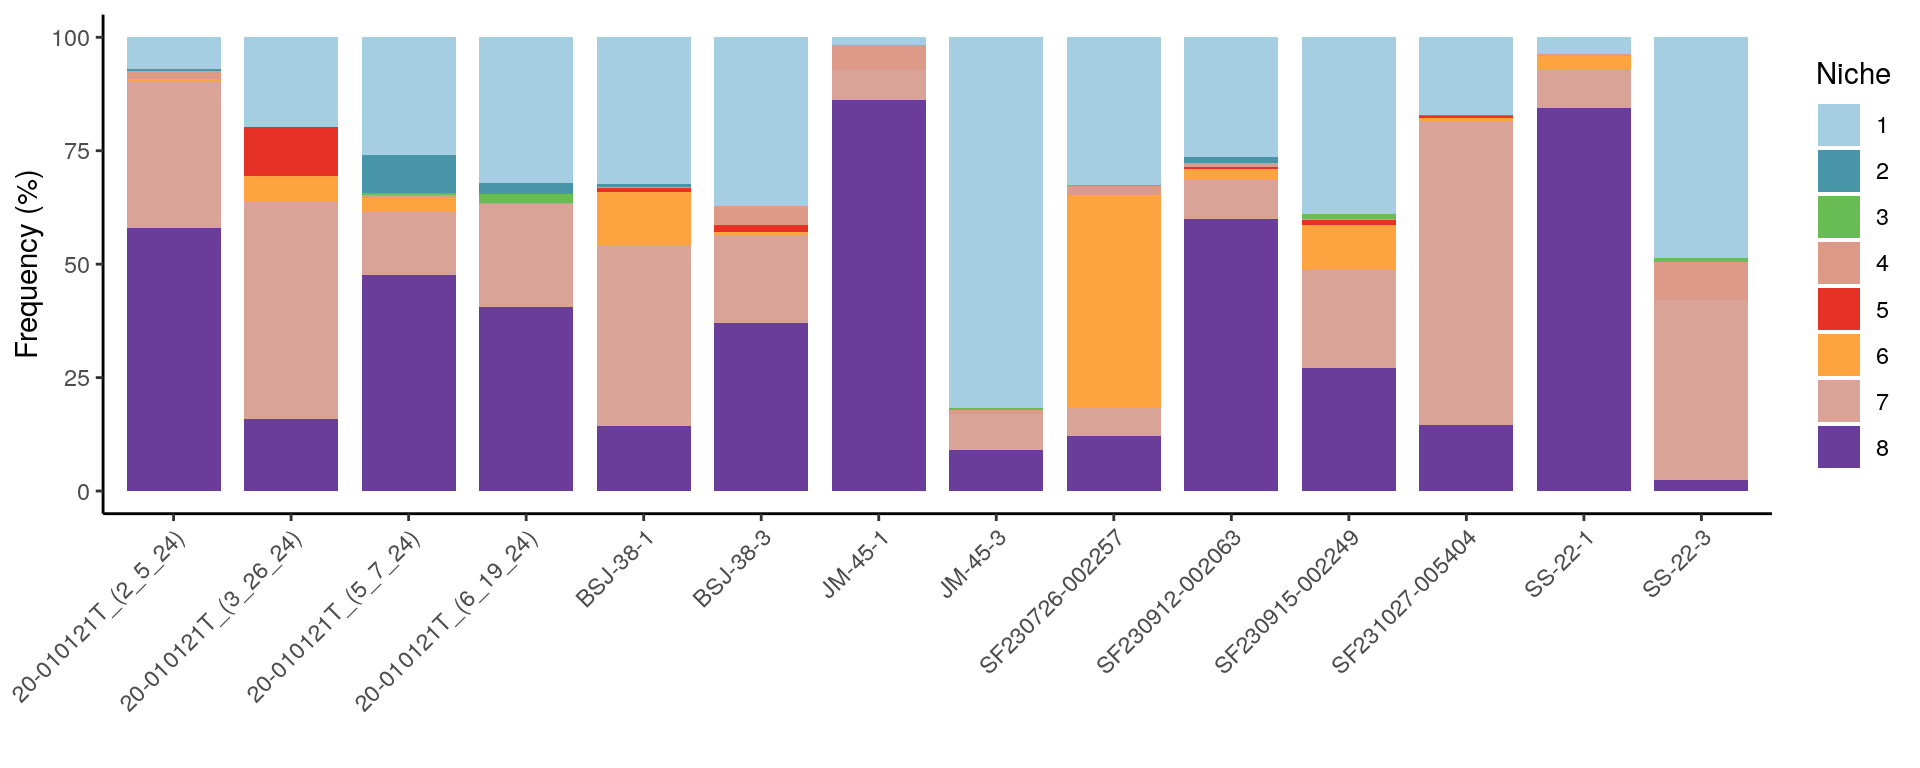 Frequency (%)
100
75
50
25
0
20-010121T_(2_5_24)
20-010121T_(3_26_24)
20-010121T_(5_7_24)
20-010121T_(6_19_24)
BSJ-38-1
BSJ-38-3
JM-45-1
JM-45-3
SF230726-002257
SF230912-002063
SF230915-002249
SF231027-005404
SS-22-1
SS-22-3
Niche
1
2
3
4
5
6
7
8